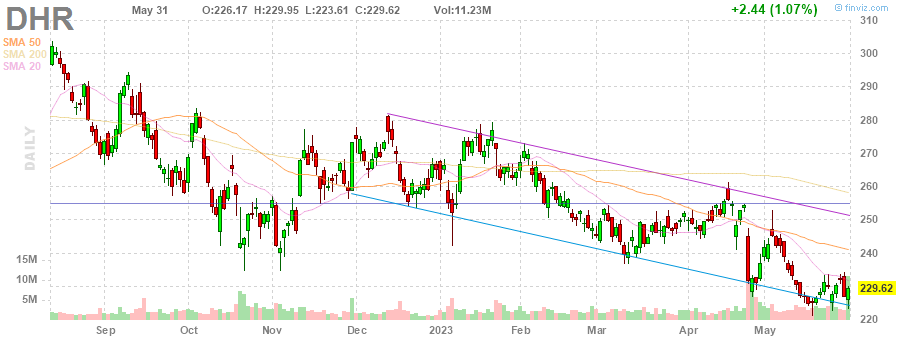 DHR May 31 O:226.17 H:229.95 L:223.61 C:229.62 Vol:11.23M +2.44 (1.07%) © finviz.com
SMA 50
SMA 200
SMA 20
DAILY
310
300
290
280
270
260
250
240
229.62
220
15M
10M
5M
Sep Oct Nov Dec 2023 Feb Mar Apr May